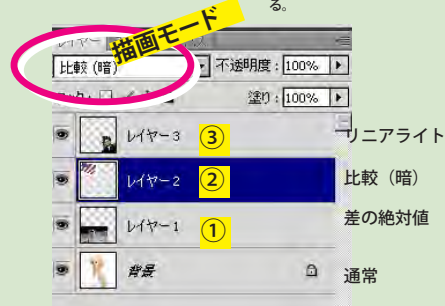 る。
レイヤー
描画モード
比較 (暗)
不透明度: 100%
塗り: 100%
レイヤー3 ③ リニアライト
レイヤー2 ② 比較（暗）
レイヤー1 ① 差の絶対値
背景 通常